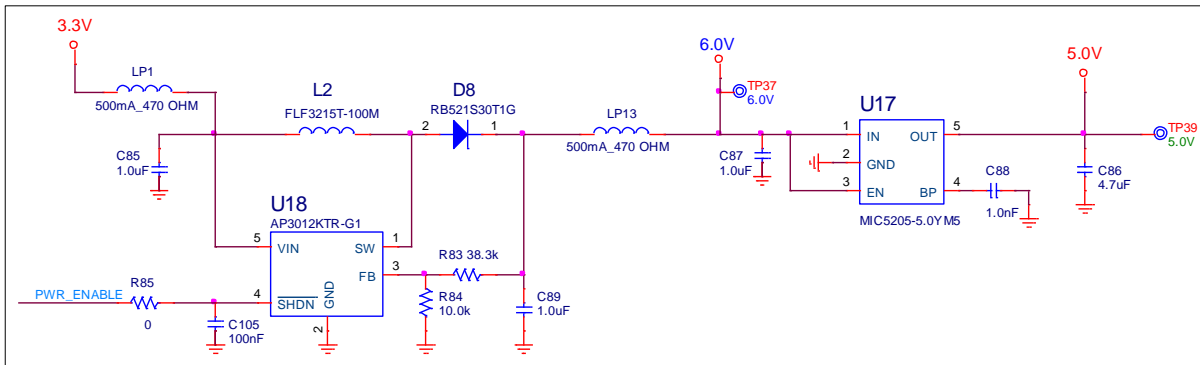 3.3V
LP1
500mA_470 OHM
L2
FLF3215T-100M
D8
RB521S30T1G
2
1
LP13
500mA_470 OHM
6.0V
TP37
6.0V
5.0V
TP39
5.0V
C85
1.0uF
C87
1.0uF
U17
1
IN
OUT
5
2
GND
3
EN
BP
4
MIC5205-5.0YM5
C88
1.0nF
C86
4.7uF
U18
AP3012KTR-G1
5
VIN
SW
1
FB
3
4
SHDN
GND
2
R83 38.3k
R84
10.0k
C89
1.0uF
PWR_ENABLE
R85
0
C105
100nF